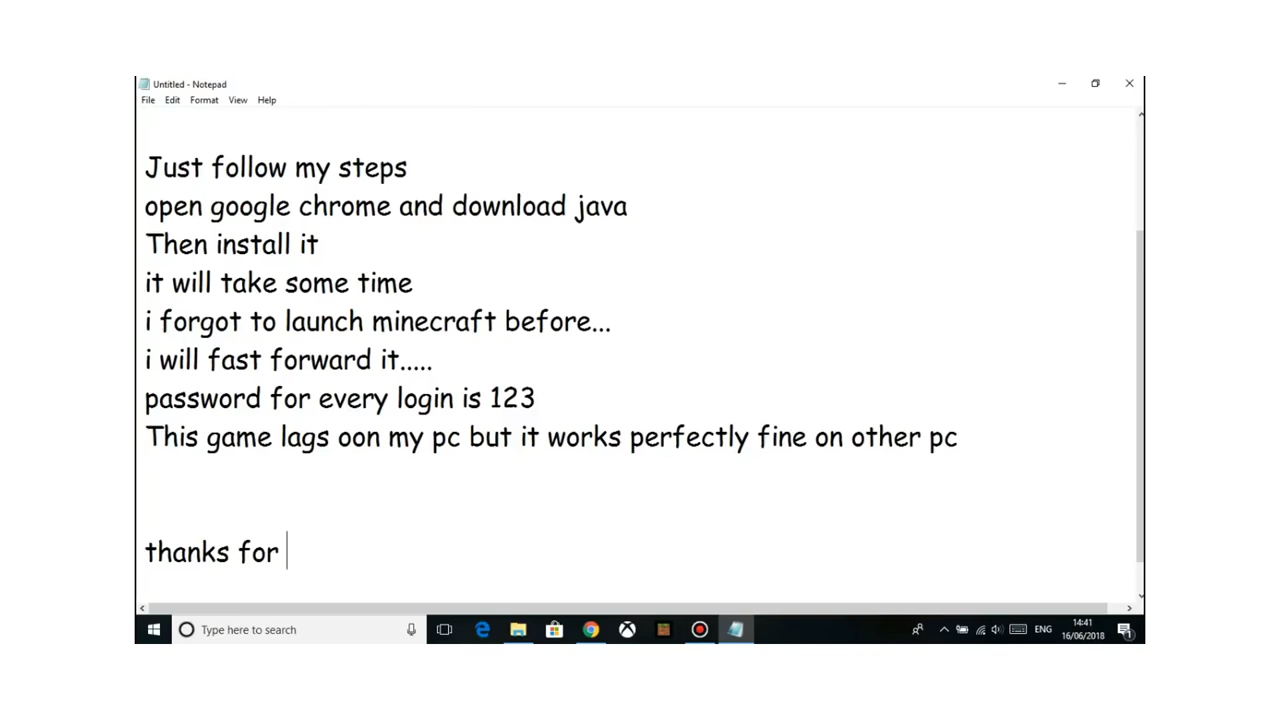 Untitled - Notepad
File Edit Format View Help
Just follow my steps
open google chrome and download java
Then install it
it will take some time
i forgot to launch minecraft before...
i will fast forward it.....
password for every login is 123
This game lags oon my pc but it works perfectly fine on other pc
thanks for
Type here to search
ENG
14:41
16/06/2018
1